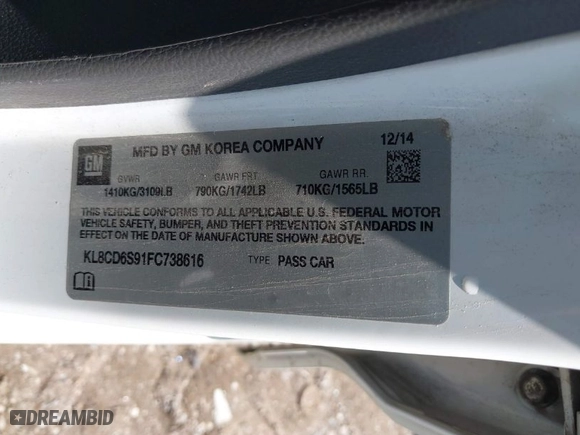 GM MFD BY GM KOREA COMPANY 12/14
GVWR GAWR FRT. GAWR RR.
1410KG/3109LB 790KG/1742LB 710KG/1565LB
THIS VEHICLE CONFORMS TO ALL APPLICABLE U.S. FEDERAL MOTOR
VEHICLE SAFETY, BUMPER, AND THEFT PREVENTION STANDARDS IN
EFFECT ON THE DATE OF MANUFACTURE SHOWN ABOVE.
KL8CD6S91FC738616 TYPE PASS CAR
DREAMBID